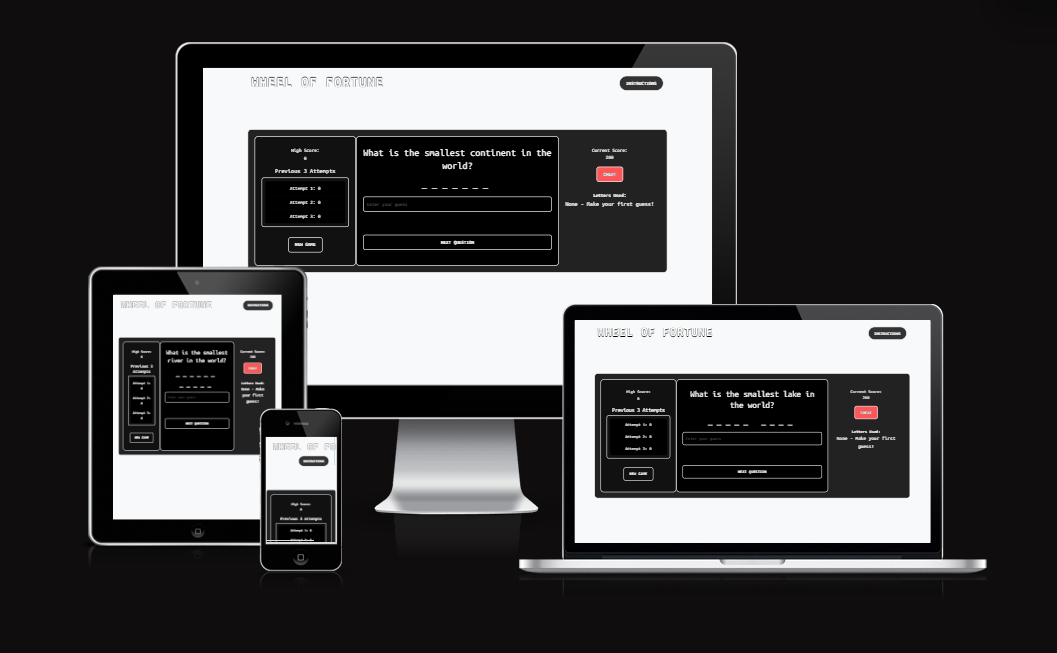 WHEEL OF FORTUNE
INSTRUCTIONS
High Score:
0
Previous 3 Attempts
Attempt 1: 0
Attempt 2: 0
Attempt 3: 0
NEW GAME
What is the smallest continent in the
world?
_ _ _ _ _ _ _
Enter your guess
NEXT QUESTION
Current Score:
200
Letters Used:
None - Make your first guess!
WHEEL OF FORTUNE
INSTRUCTIONS
High Score:
0
Previous 3
Attempts
Attempt 1:
0
Attempt 2:
0
Attempt 3:
0
NEW GAME
What is the smallest
river in the world?
_ _ _ _ _ _
_ _ _ _ _
Enter your guess
NEXT QUESTION
Current Score:
200
Letters Used:
None - Make
your first
guess!
WHEEL OF FO
INSTRUCTIONS
High Score:
0
Previous 3 Attempts
Attempt 1: 0
Attempt 2: 0
WHEEL OF FORTUNE
INSTRUCTIONS
High Score:
0
Previous 3 Attempts
Attempt 1: 0
Attempt 2: 0
Attempt 3: 0
NEW GAME
What is the smallest lake in
the world?
_ _ _ _ _ _ _ _ _
Enter your guess
NEXT QUESTION
Current Score:
200
Letters Used:
None - Make your first
guess!